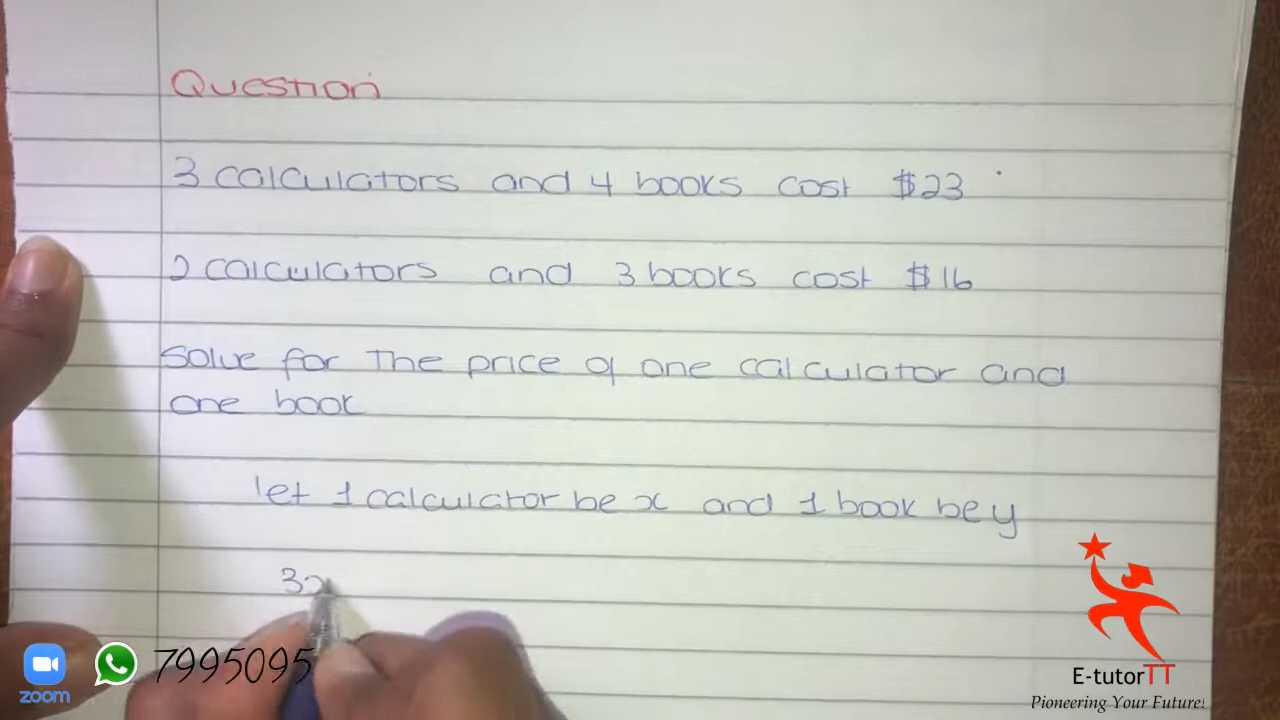 Question
3 calculators and 4 books cost $23
2 calculators and 3 books cost $16
Solve for The price of one calculator and
one book
let 1 calculator be x and 1 book be y
3x
zoom
7995095
E-tutorTT
Pioneering Your Future!